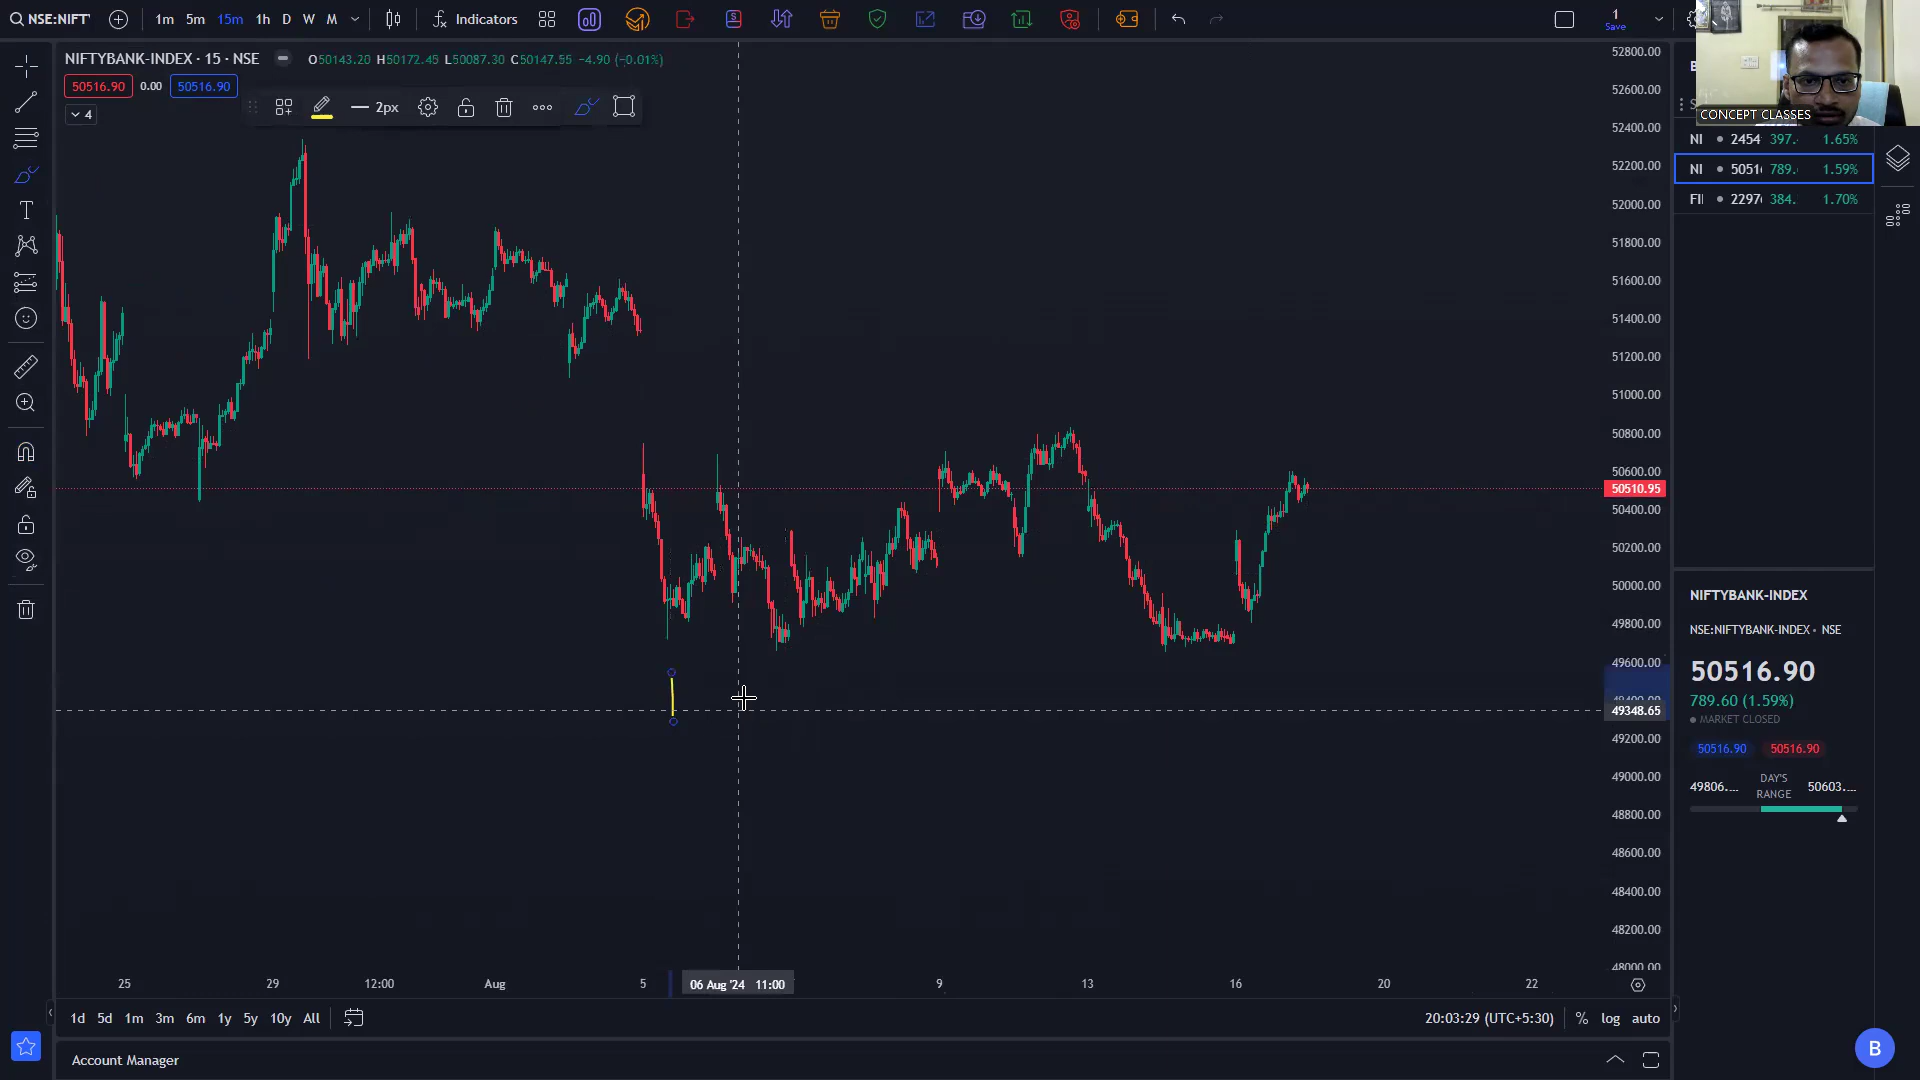 NSE:NIFT
1m 5m 15m 1h D W M
Indicators
1
Save
NIFTYBANK-INDEX · 15 · NSE
O50143.20 H50172.45 L50087.30 C50147.55 −4.90 (−0.01%)
50516.90 0.00 50516.90
4
2px
CONCEPT CLASSES
NI 2454 397. 1.65%
NI 5051 789. 1.59%
FII 2297 384. 1.70%
52800.00
52600.00
52400.00
52200.00
52000.00
51800.00
51600.00
51400.00
51200.00
51000.00
50800.00
50600.00
50510.95
50400.00
50200.00
50000.00
49800.00
49600.00
49348.65
49200.00
49000.00
48800.00
48600.00
48400.00
48200.00
48000.00
NIFTYBANK-INDEX
NSE:NIFTYBANK-INDEX • NSE
50516.90
789.60 (1.59%)
MARKET CLOSED
50516.90 50516.90
49806.... DAY'S RANGE 50603....
25 29 12:00 Aug 5 06 Aug '24 11:00 9 13 16 20 22
1d 5d 1m 3m 6m 1y 5y 10y All
20:03:29 (UTC+5:30) % log auto
Account Manager
B